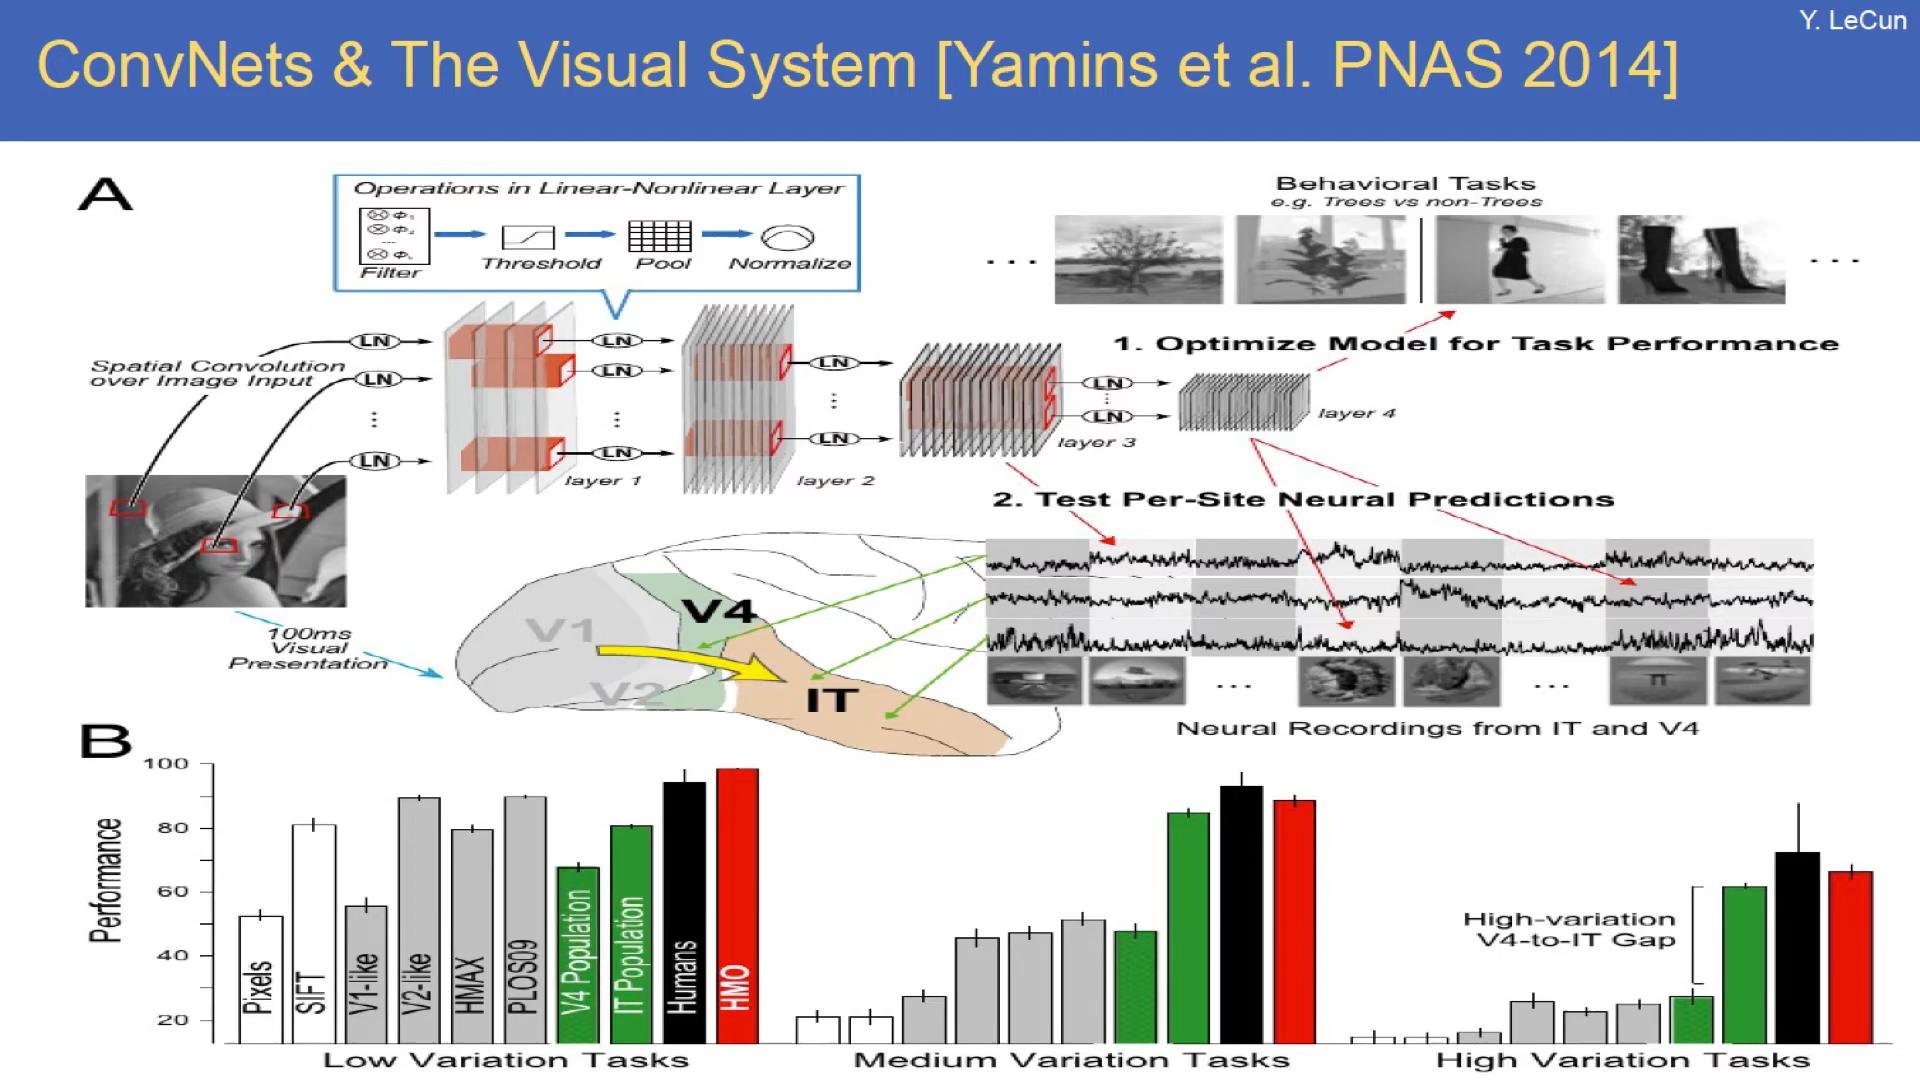 Y. LeCun
ConvNets & The Visual System [Yamins et al. PNAS 2014]
A
Operations in Linear-Nonlinear Layer
Filter
Threshold
Pool
Normalize
Behavioral Tasks
e.g. Trees vs non-Trees
1. Optimize Model for Task Performance
Spatial Convolution
over Image Input
LN
LN
LN
LN
LN
LN
LN
LN
LN
LN
layer 1
layer 2
layer 3
layer 4
2. Test Per-Site Neural Predictions
100ms
Visual
Presentation
V1
V2
V4
IT
Neural Recordings from IT and V4
B
Performance
100
80
60
40
20
Pixels
SIFT
V1-like
V2-like
HMAX
PLOS09
V4 Population
IT Population
Humans
HMO
High-variation
V4-to-IT Gap
Low Variation Tasks
Medium Variation Tasks
High Variation Tasks